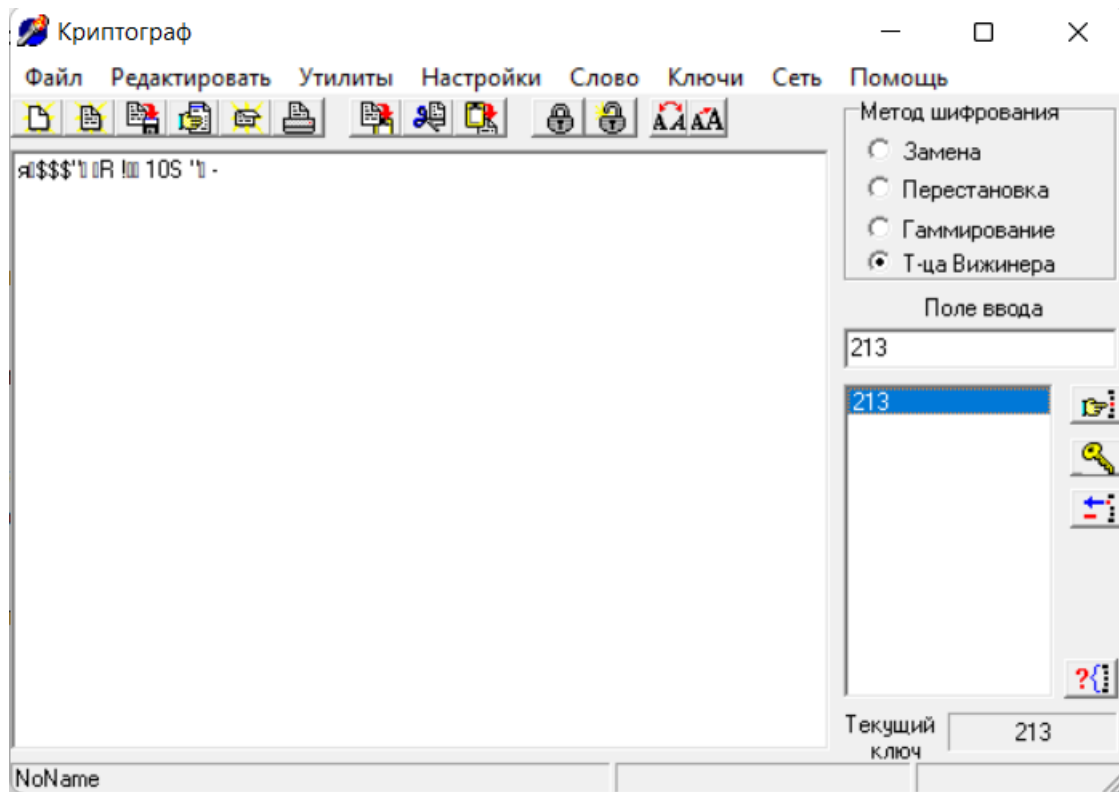 Криптограф
Файл Редактировать Утилиты Настройки Слово Ключи Сеть Помощь
Метод шифрования
Замена
Перестановка
Гаммирование
Т-ца Вижинера
Поле ввода
213
213
Текущий ключ
213
NoName